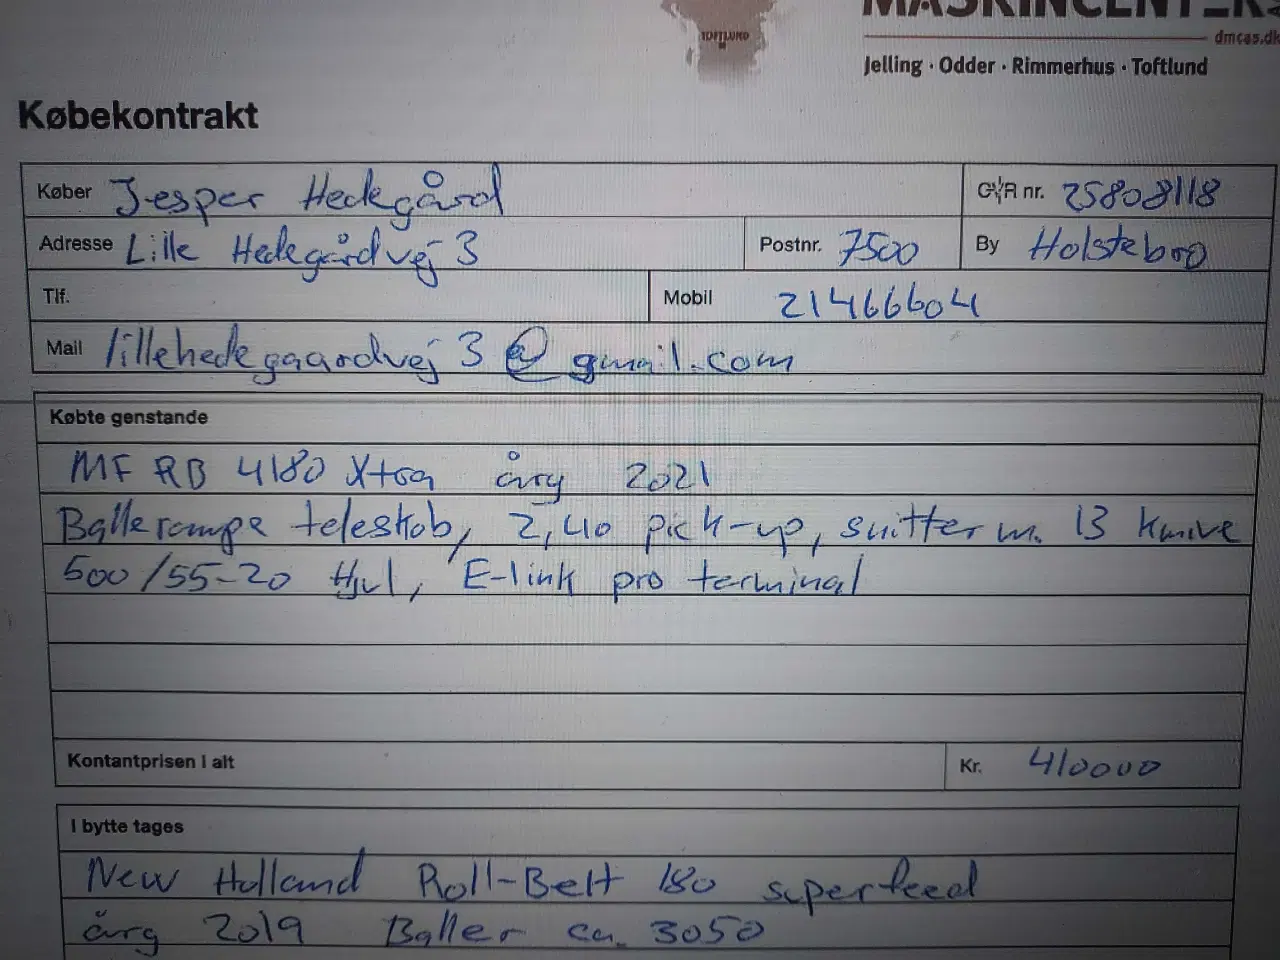 TOFTLUND
MASKINCENTER
dmcas.dk
Jelling · Odder · Rimmerhus · Toftlund
Købekontrakt
Køber Jesper Hedegård CVR nr. 25808118
Adresse Lille Hedegårdvej 3 Postnr. 7500 By Holstebro
Tlf. Mobil 21466604
Mail lillehedegaardvej3@gmail.com
Købte genstande
MF RB 4180 Xtra årg 2021
Ballerampe teleskob, 2,40 pick-up, snitter m. 13 knive
500/55-20 Hjul, E-link pro terminal
Kontantprisen i alt Kr. 410000
I bytte tages
New Holland Roll-Belt 180 superfeed
årg 2019 Baller ca. 3050